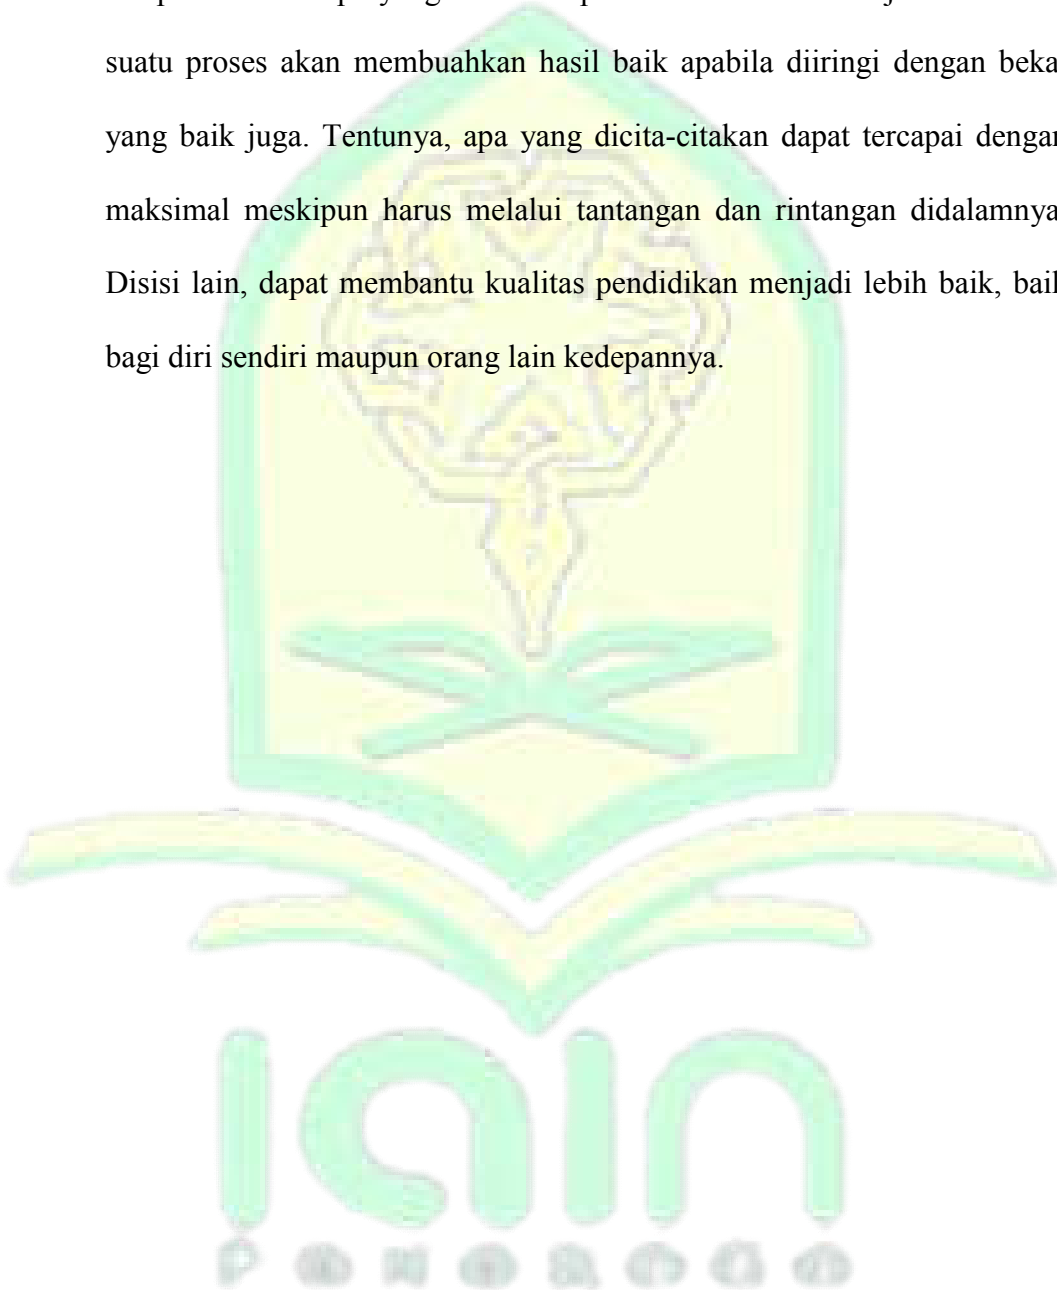 suatu proses akan membuahkan hasil baik apabila diiringi dengan beka
yang baik juga. Tentunya, apa yang dicita-citakan dapat tercapai dengan
maksimal meskipun harus melalui tantangan dan rintangan didalamnya
Disisi lain, dapat membantu kualitas pendidikan menjadi lebih baik, baik
bagi diri sendiri maupun orang lain kedepannya.
iain
PONOROGO